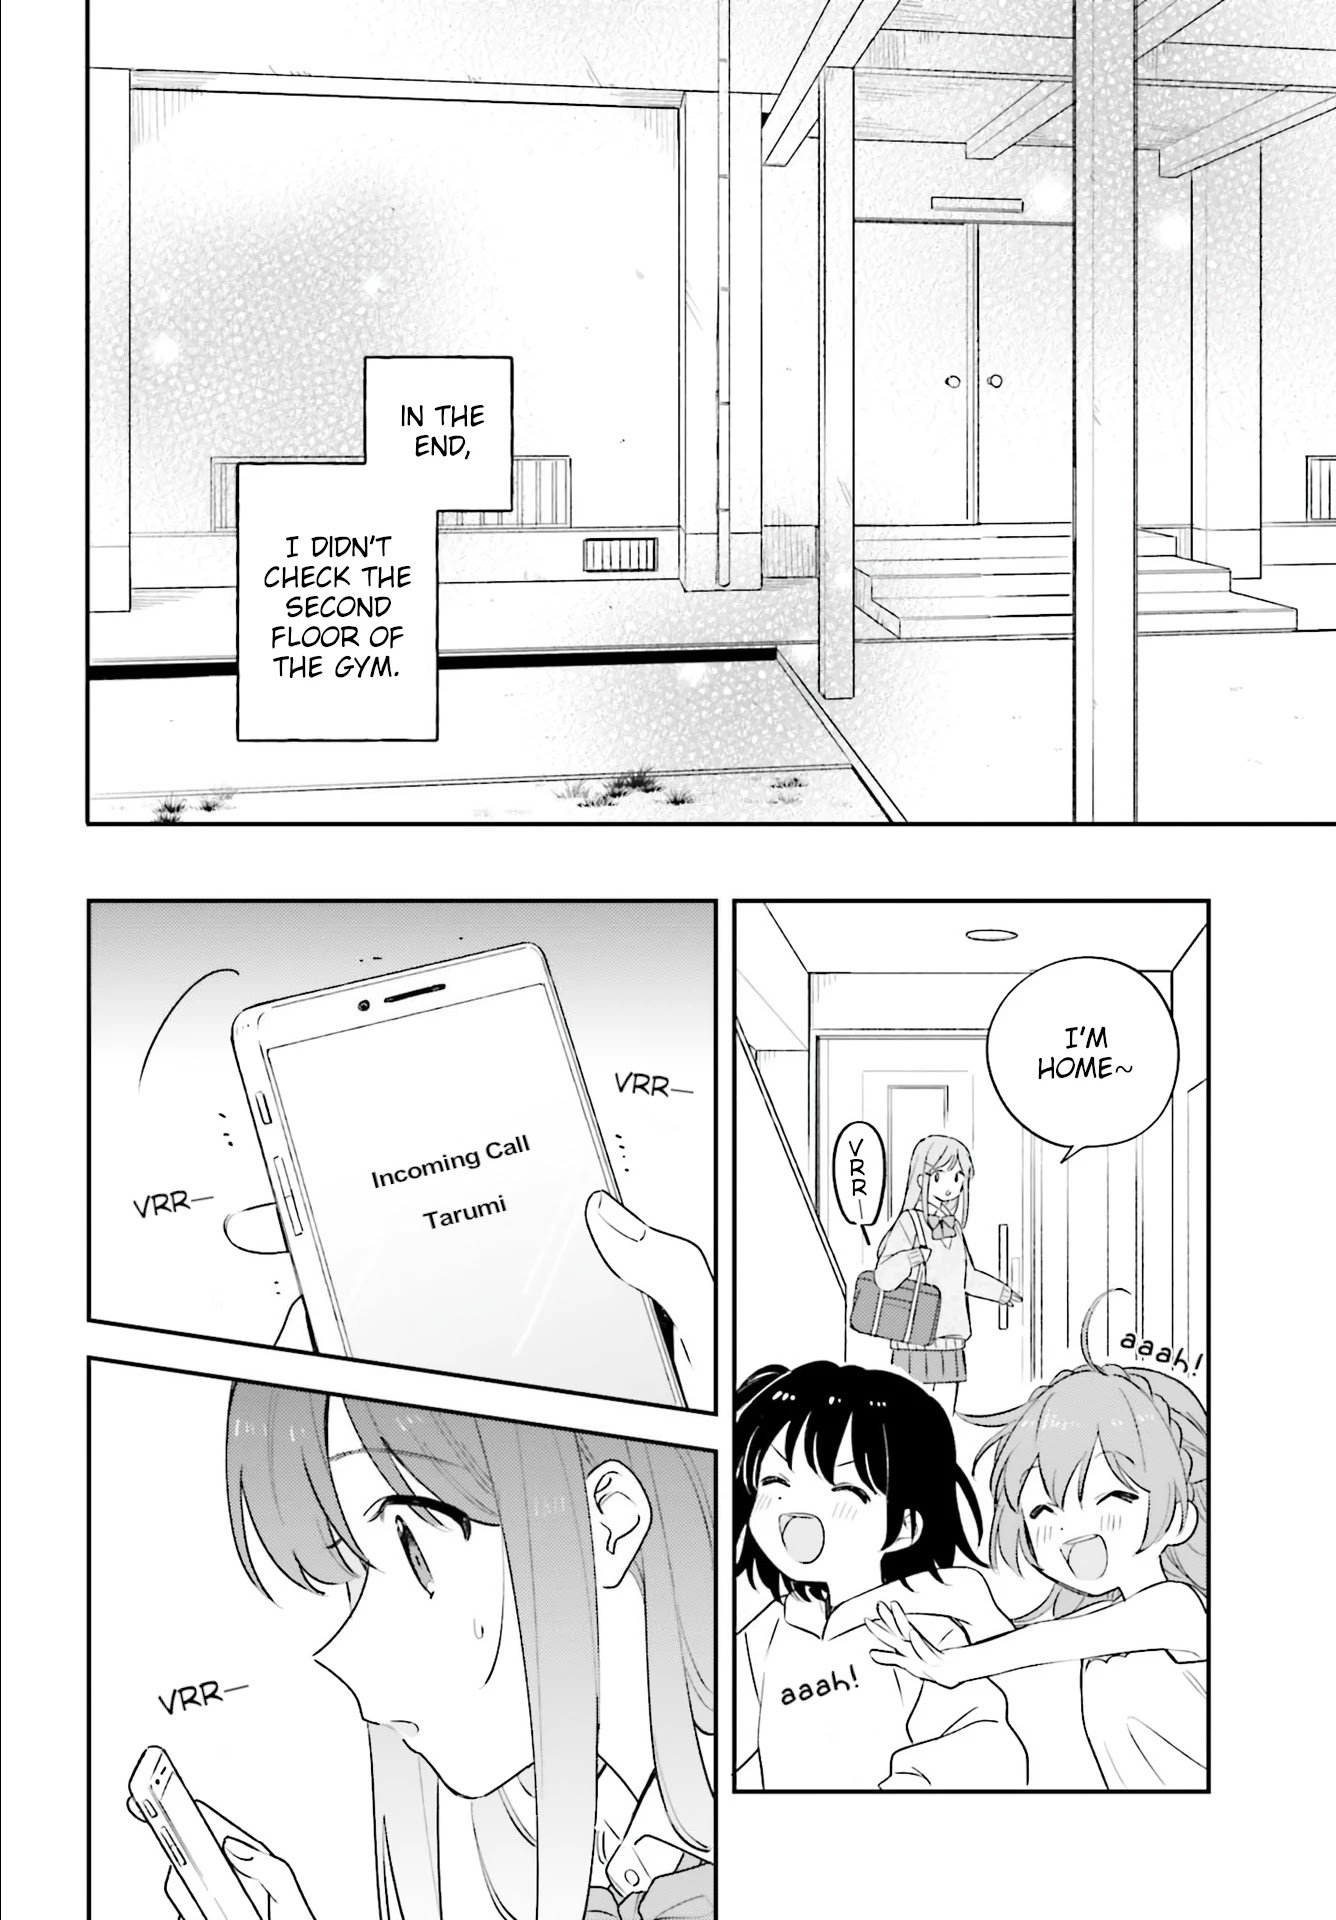 IN THE
END,
I DIDN'T
CHECK THE
SECOND
FLOOR OF
THE GYM.
I'M
HOME~
VRR—
aaah!
aaah!
VRR—
Incoming Call
Tarumi
VRR—
VRR—